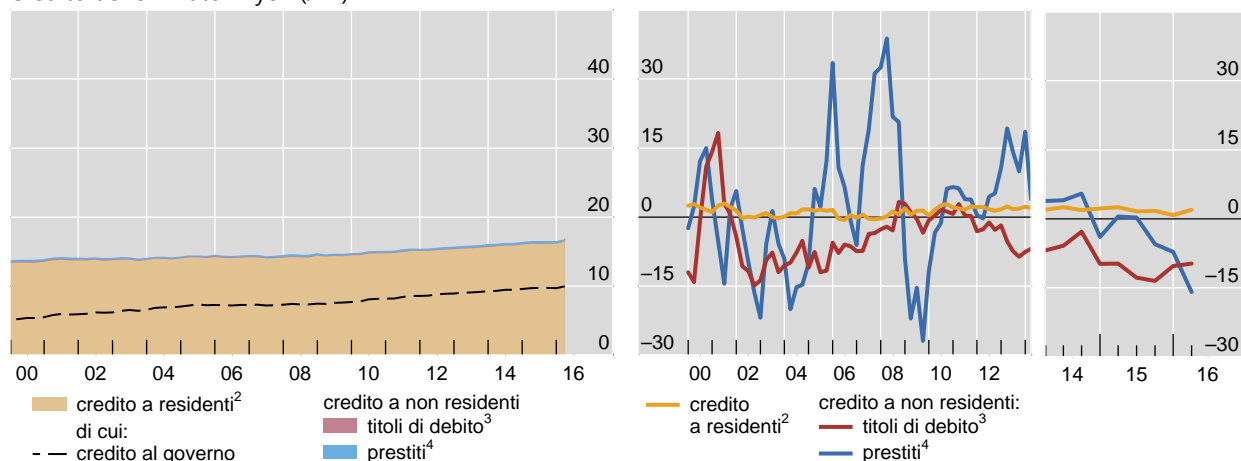 40
30
20
10
0
00 02 04 06 08 10 12 14 16
credito a residenti²
di cui:
credito al governo
credito a non residenti
titoli di debito³
prestiti⁴
30
15
0
−15
−30
00 02 04 06 08 10 12
30
15
0
−15
−30
14 15 16
credito
a residenti²
credito a non residenti:
titoli di debito³
prestiti⁴